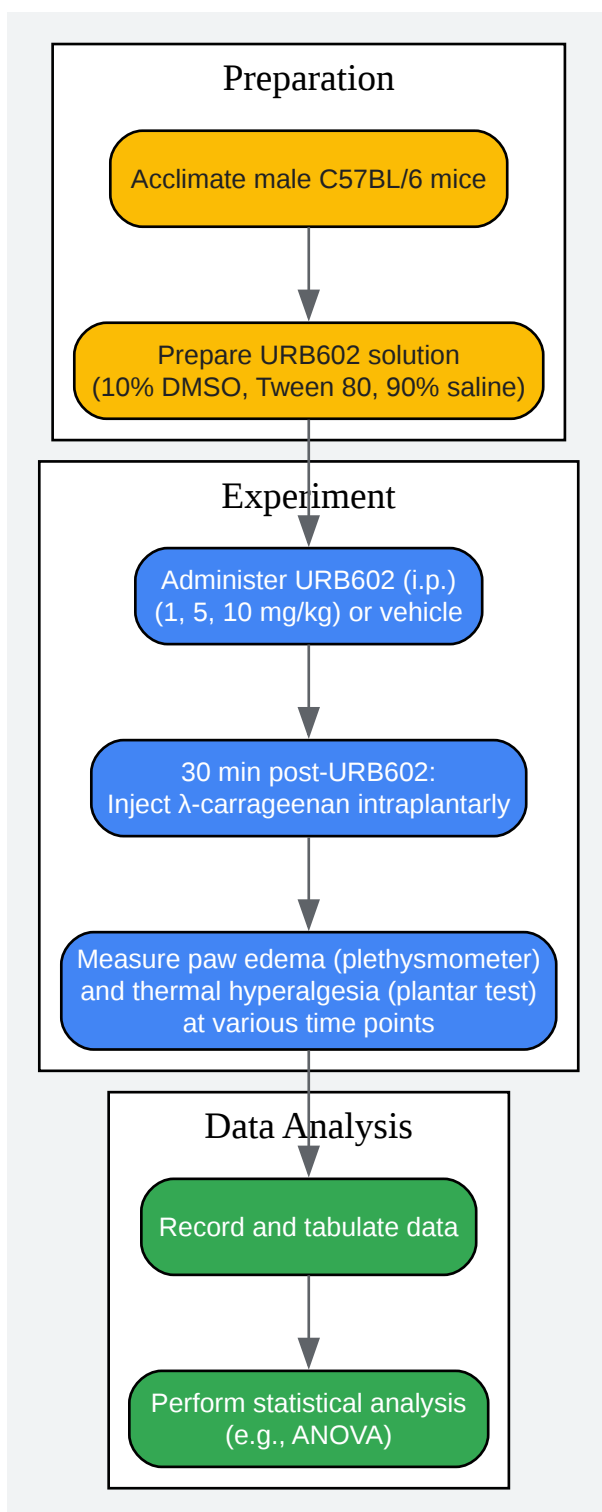 Preparation
Acclimate male C57BL/6 mice
Prepare URB602 solution
(10% DMSO, Tween 80, 90% saline)
Experiment
Administer URB602 (i.p.)
(1, 5, 10 mg/kg) or vehicle
30 min post-URB602:
Inject λ-carrageenan intraplantarly
Measure paw edema (plethysmometer)
and thermal hyperalgesia (plantar test)
at various time points
Data Analysis
Record and tabulate data
Perform statistical analysis
(e.g., ANOVA)